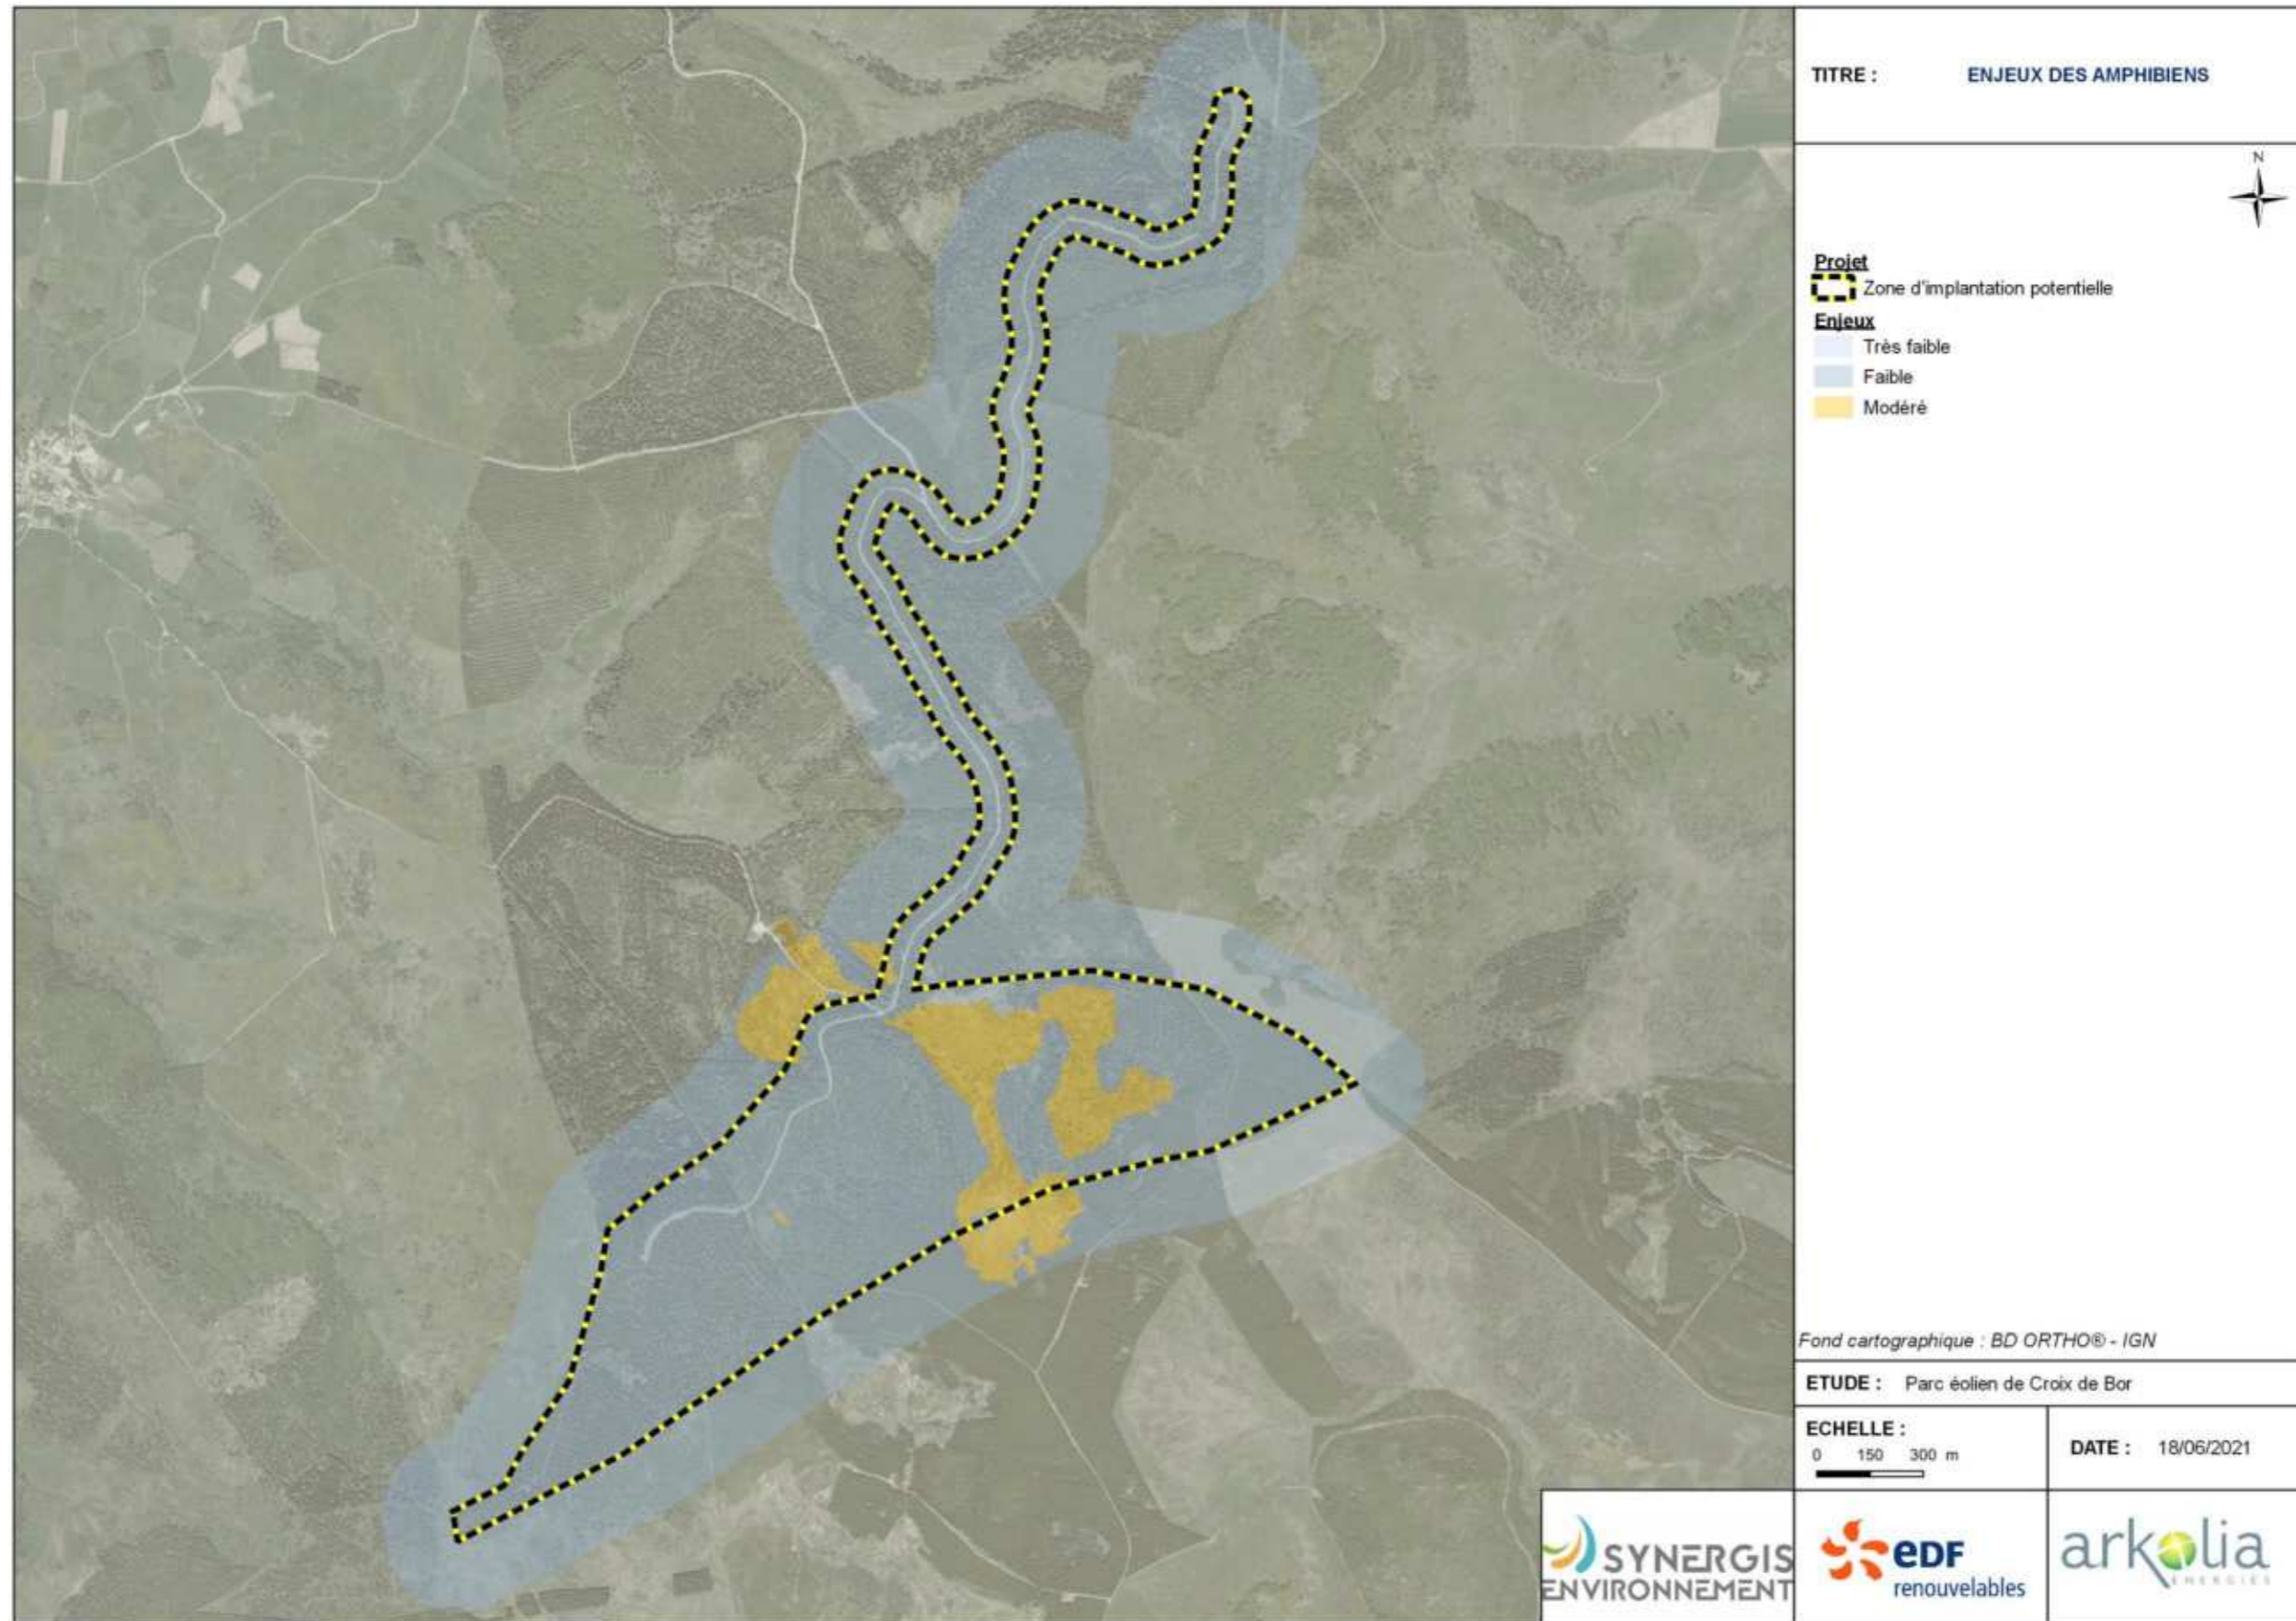 TITRE : ENJEUX DES AMPHIBIENS
N
Projet
Zone d'implantation potentielle
Enjeux
Très faible
Faible
Modéré
Fond cartographique : BD ORTHO® - IGN
ETUDE : Parc éolien de Croix de Bor
ECHELLE :
0 150 300 m
DATE : 18/06/2021
SYNERGIS
ENVIRONNEMENT
eDF
renouvelables
arkolia
ENERGIES